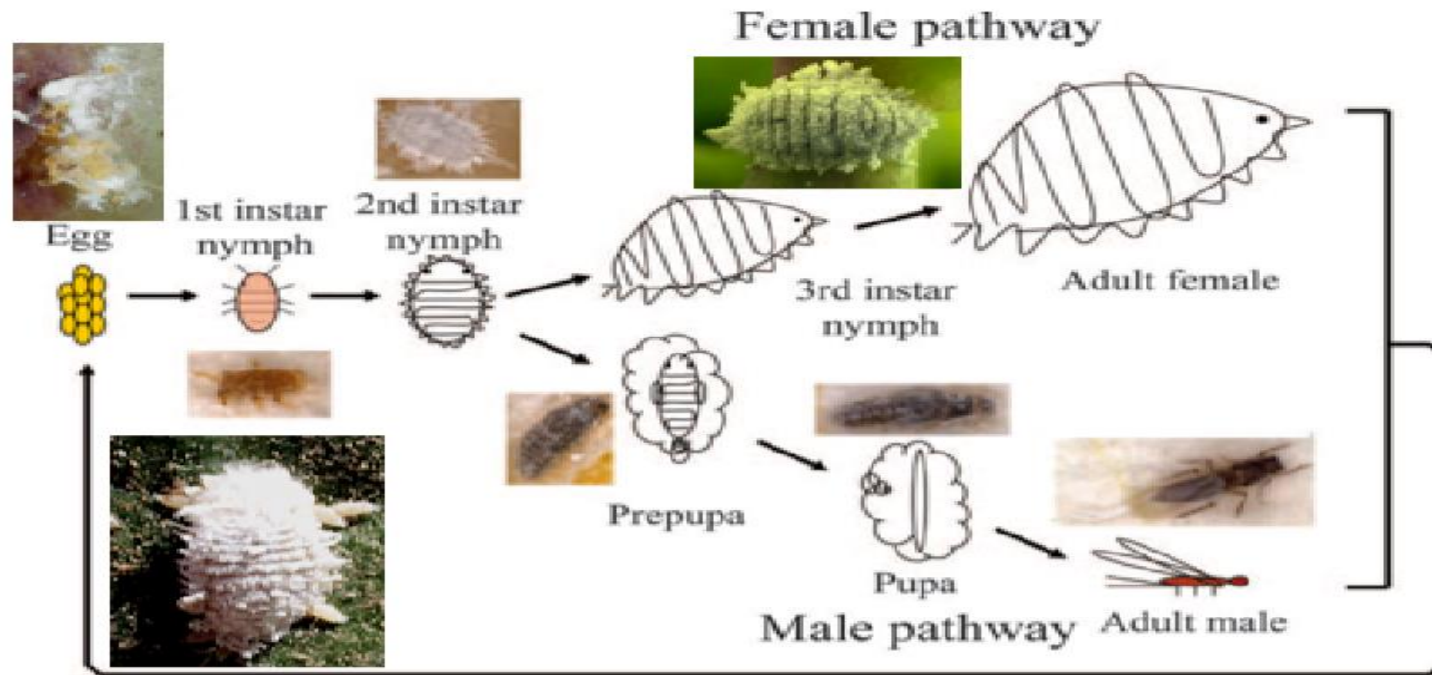 Female pathway
Egg
1st instar
nymph
2nd instar
nymph
3rd instar
nymph
Adult female
Prepupa
Pupa
Adult male
Male pathway